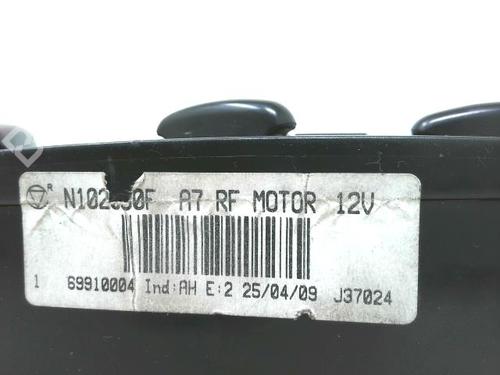 R A7 RF MOTOR 12V
1 69910004 Ind:AH E:2 25/04/09 J37024